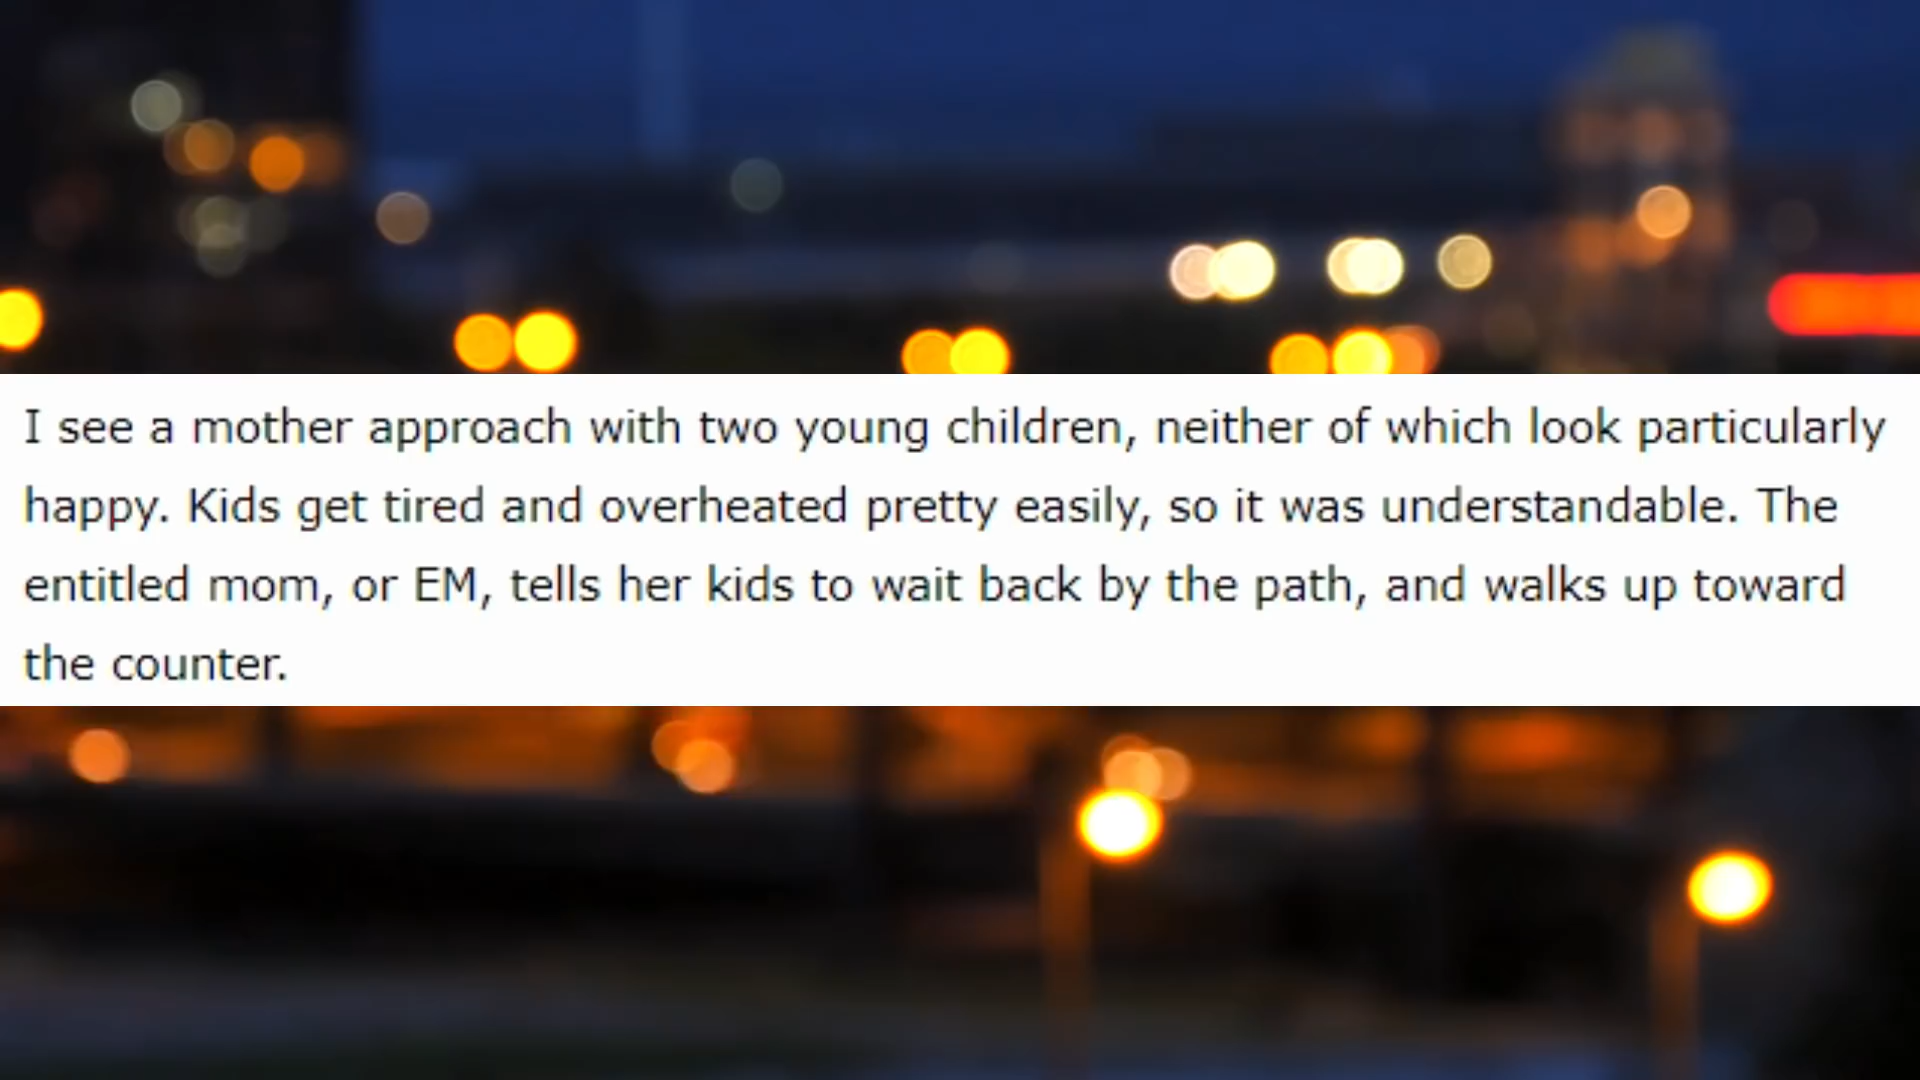 I see a mother approach with two young children, neither of which look particularly
happy. Kids get tired and overheated pretty easily, so it was understandable. The
entitled mom, or EM, tells her kids to wait back by the path, and walks up toward
the counter.